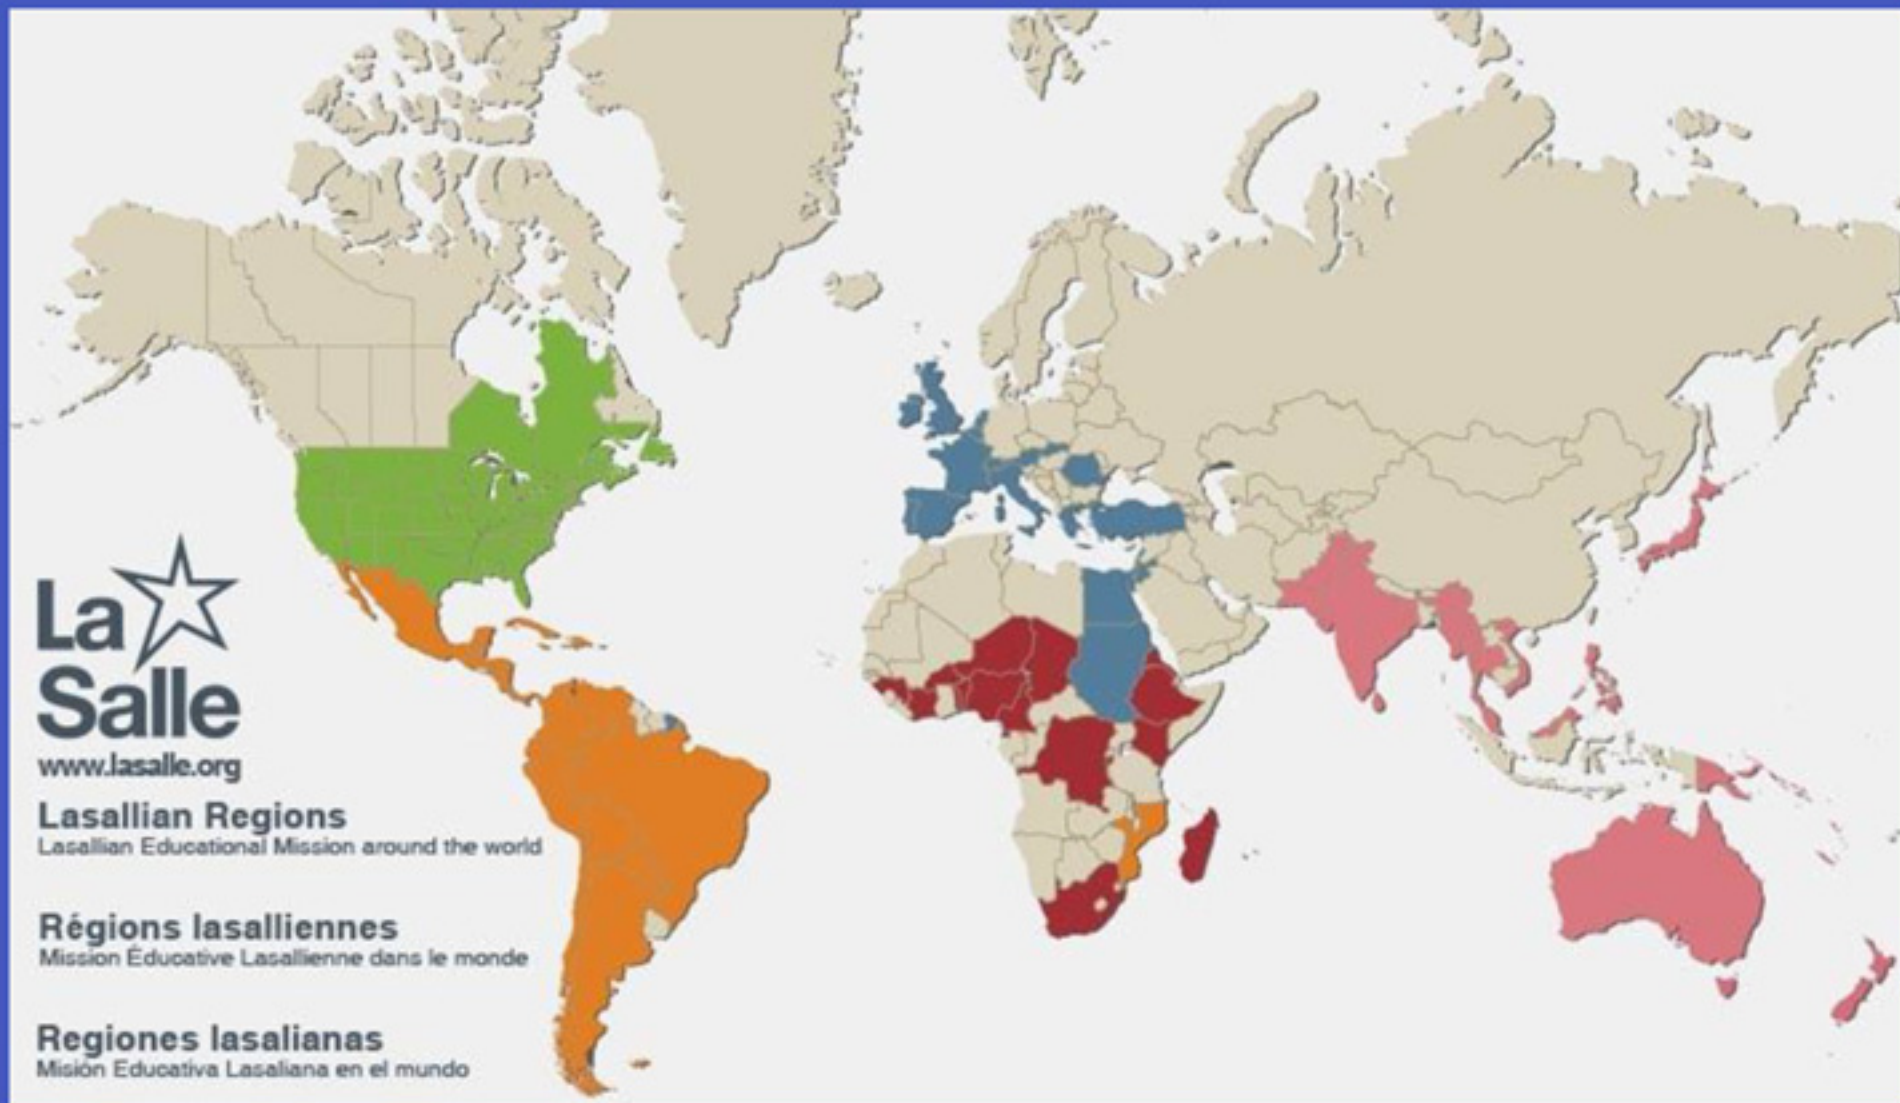 La
Salle
www.lasalle.org
Lasallian Regions
Lasallian Educational Mission around the world
Régions lasalliennes
Mission Éducative Lasallienne dans le monde
Regiones lasalianas
Misión Educativa Lasaliana en el mundo